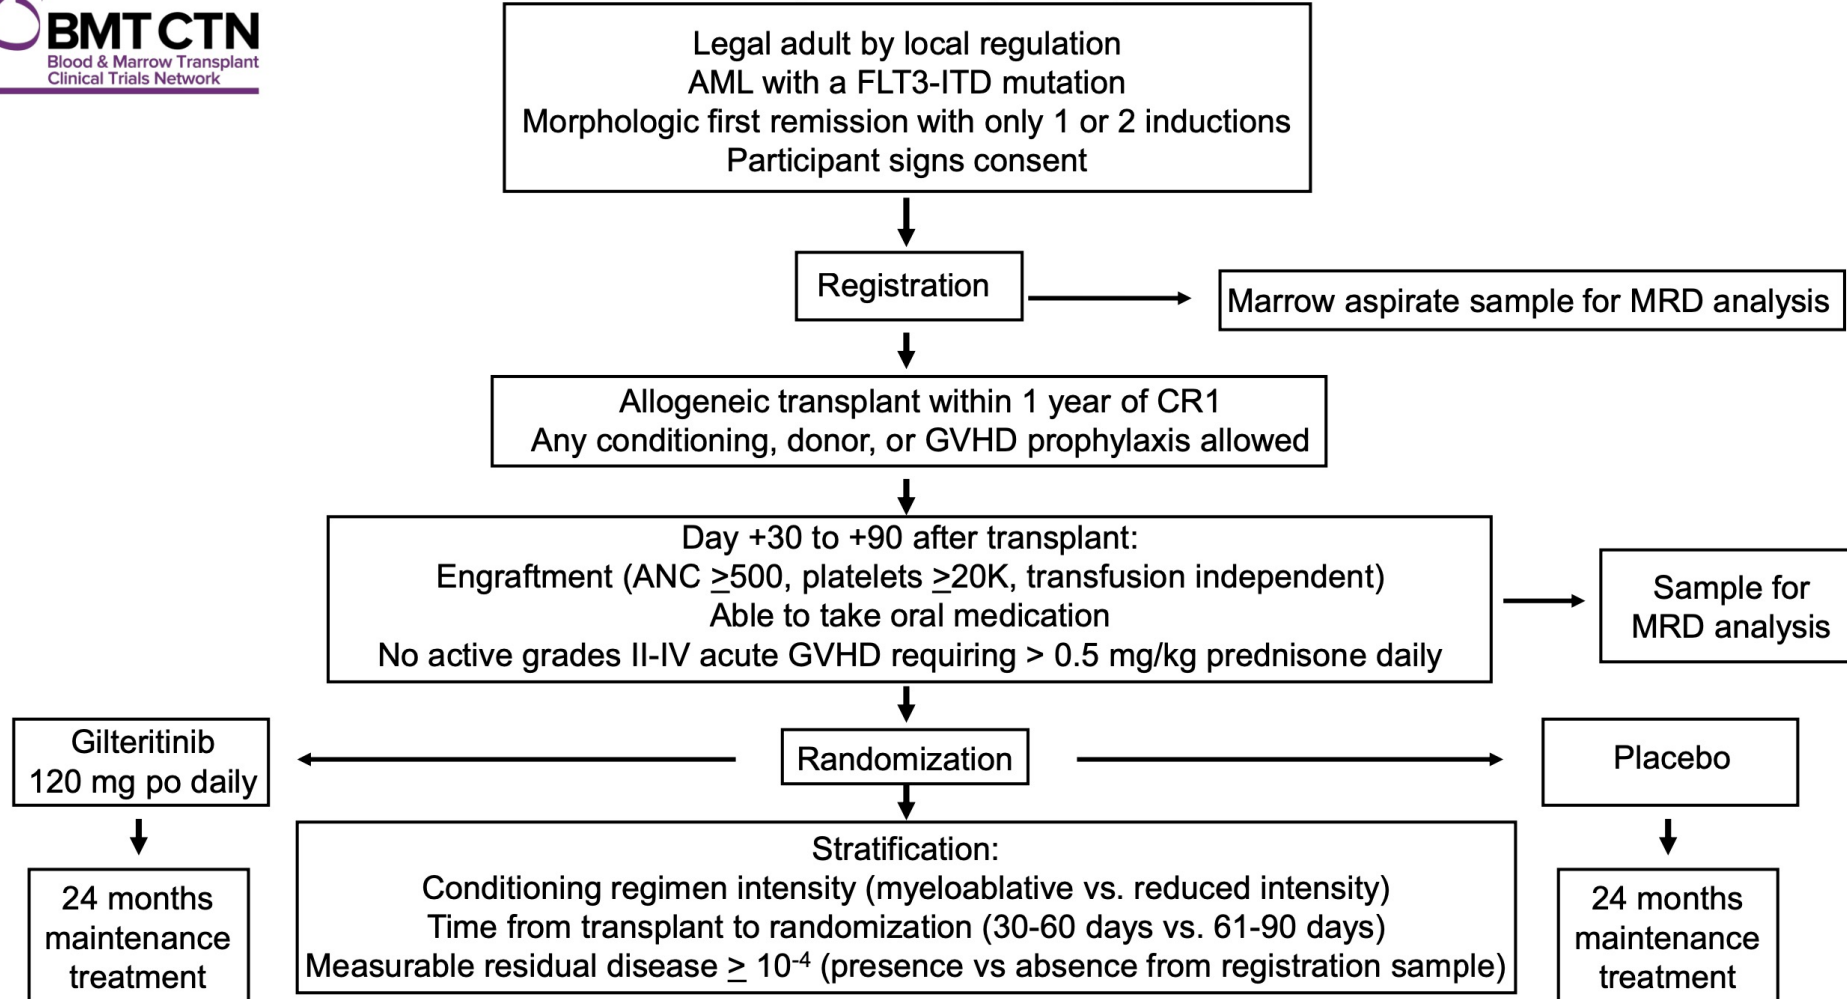 BMT CTN
Blood & Marrow Transplant
Clinical Trials Network
Legal adult by local regulation
AML with a FLT3-ITD mutation
Morphologic first remission with only 1 or 2 inductions
Participant signs consent
Registration
Marrow aspirate sample for MRD analysis
Allogeneic transplant within 1 year of CR1
Any conditioning, donor, or GVHD prophylaxis allowed
Day +30 to +90 after transplant:
Engraftment (ANC ≥500, platelets ≥20K, transfusion independent)
Able to take oral medication
No active grades II-IV acute GVHD requiring > 0.5 mg/kg prednisone daily
Sample for
MRD analysis
Randomization
Gilteritinib
120 mg po daily
Placebo
24 months
maintenance
treatment
Stratification:
Conditioning regimen intensity (myeloablative vs. reduced intensity)
Time from transplant to randomization (30-60 days vs. 61-90 days)
Measurable residual disease ≥ 10⁻⁴ (presence vs absence from registration sample)
24 months
maintenance
treatment